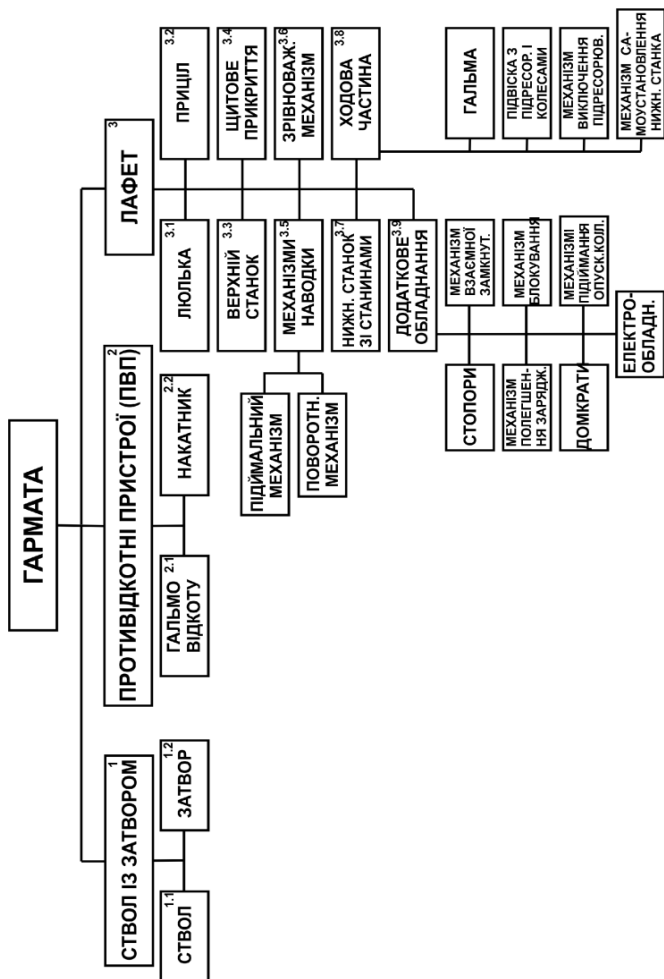 ГАРМАТА
СТВОЛ ІЗ ЗАТВОРОМ 1
СТВОЛ 1.1
ЗАТВОР 1.2
ПРОТИВІДКОТНІ ПРИСТРОЇ (ПВП) 2
ГАЛЬМО 2.1
ВІДКОТУ
НАКАТНИК 2.2
ЛАФЕТ 3
ЛЮЛЬКА 3.1
ПРИЦІЛ 3.2
ВЕРХНІЙ 3.3
СТАНОК
ЩИТОВЕ 3.4
ПРИКРИТТЯ
МЕХАНІЗМИ 3.5
НАВОДКИ
ЗРІВНОВАЖ. 3.6
МЕХАНІЗМ
ПІДЙМАЛЬНИЙ
МЕХАНІЗМ
ПОВОРОТН.
МЕХАНІЗМ
НИЖН. СТАНОК 3.7
ЗІ СТАНИНАМИ
ХОДОВА 3.8
ЧАСТИНА
ДОДАТКОВЕ 3.9
ОБЛАДНАННЯ
СТОПОРИ
МЕХАНІЗМ
ВЗАЄМНОЇ
ЗАМКНУТ.
МЕХАНІЗМ
ПОЛЕГШЕН-
НЯ ЗАРЯДЖ.
МЕХАНІЗМ
БЛОКУВАННЯ
ДОМКРАТИ
МЕХАНІЗМІ
ПІДІЙМАННЯ
ОПУСК.КОЛ.
ЕЛЕКТРО-
ОБЛАДН.
ГАЛЬМА
ПІДВІСКА З
ПІДРЕСОР. І
КОЛЕСАМИ
МЕХАНІЗМ
ВИКЛЮЧЕННЯ
ПІДРЕСОРЮВ.
МЕХАНІЗМ СА-
МОУСТАНОВЛЕННЯ
НИЖН. СТАНКА